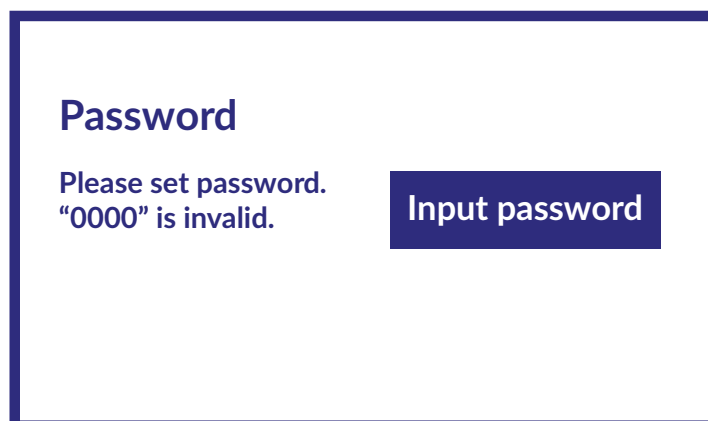 Password
Please set password.
“0000” is invalid.
Input password